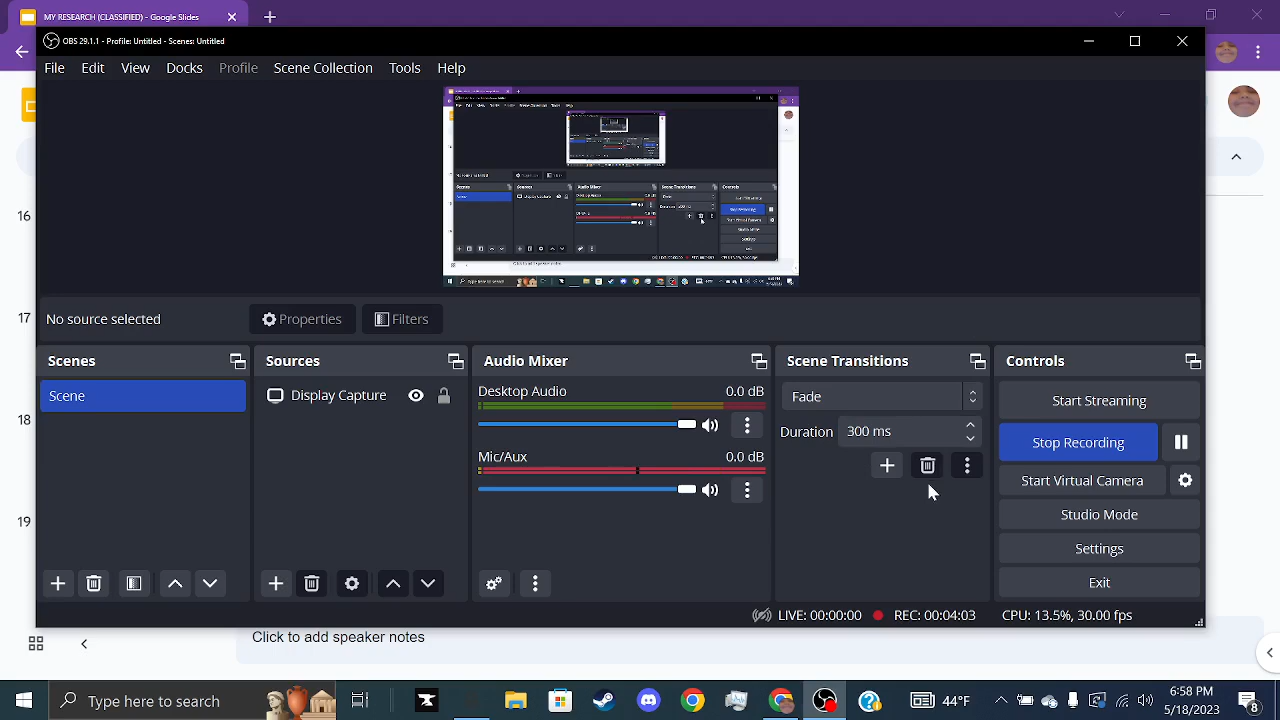 MY RESEARCH (CLASSIFIED) - Google Slides
OBS 29.1.1 - Profile: Untitled - Scenes: Untitled
File Edit View Docks Profile Scene Collection Tools Help
16
17
18
19
No source selected Properties Filters
Scenes Sources Audio Mixer Scene Transitions Controls
Scene
Display Capture
Desktop Audio 0.0 dB
Mic/Aux 0.0 dB
Fade
Duration 300 ms
Start Streaming
Stop Recording
Start Virtual Camera
Studio Mode
Settings
Exit
LIVE: 00:00:00 REC: 00:04:03 CPU: 13.5%, 30.00 fps
Click to add speaker notes
Type here to search
44°F
6:58 PM
5/18/2023
8